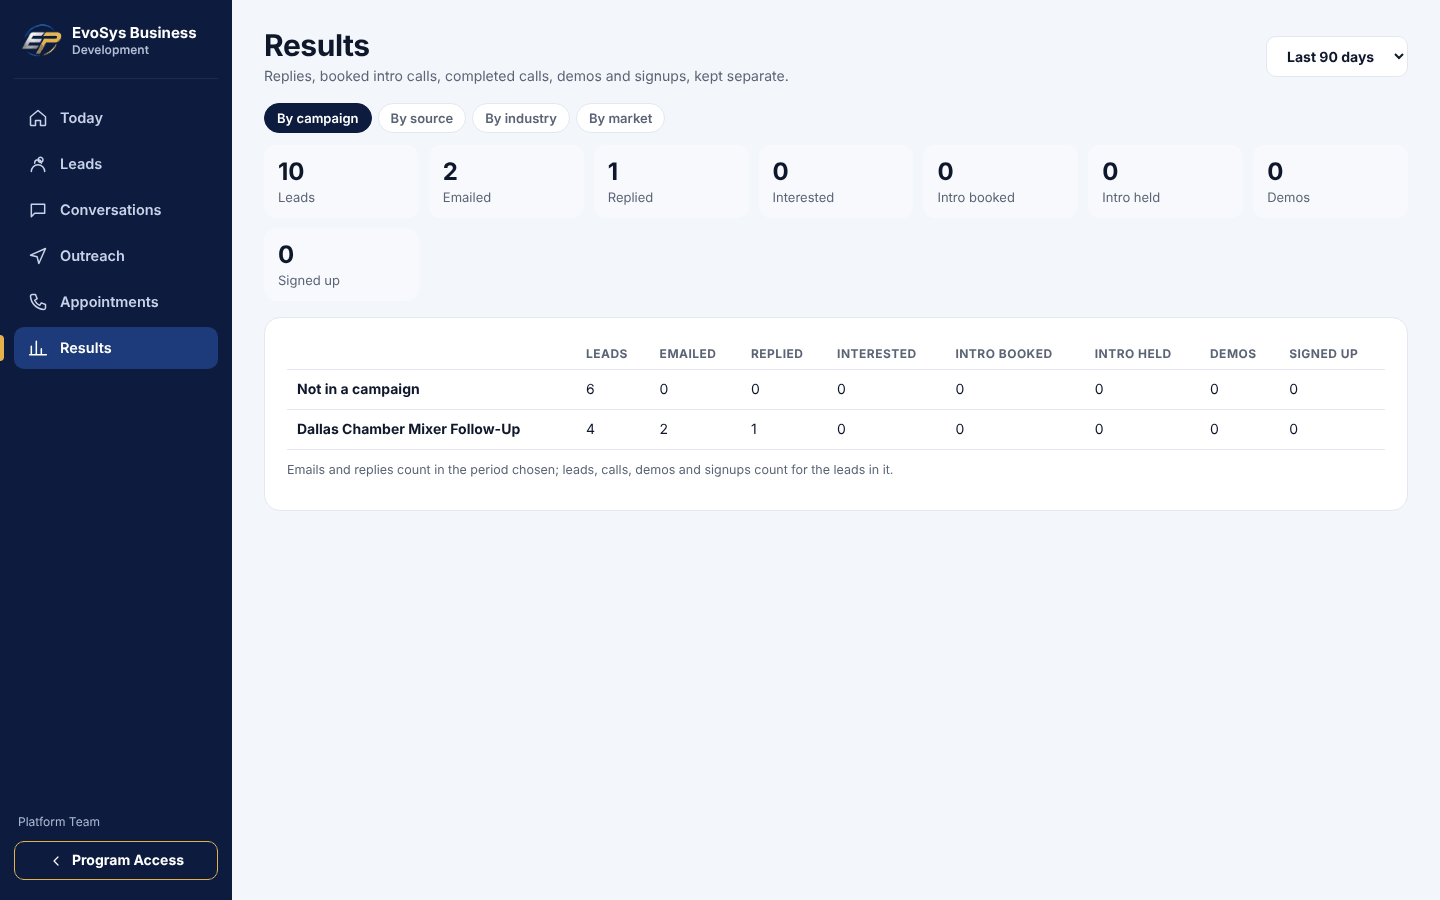 EP
EvoSys Business
Development
Today
Leads
Conversations
Outreach
Appointments
Results
Platform Team
Program Access
Results
Replies, booked intro calls, completed calls, demos and signups, kept separate.
Last 90 days
By campaign By source By industry By market
10 2 1 0 0 0 0
Leads Emailed Replied Interested Intro booked Intro held Demos
0
Signed up
LEADS EMAILED REPLIED INTERESTED INTRO BOOKED INTRO HELD DEMOS SIGNED UP
Not in a campaign 6 0 0 0 0 0 0 0
Dallas Chamber Mixer Follow-Up 4 2 1 0 0 0 0 0
Emails and replies count in the period chosen; leads, calls, demos and signups count for the leads in it.